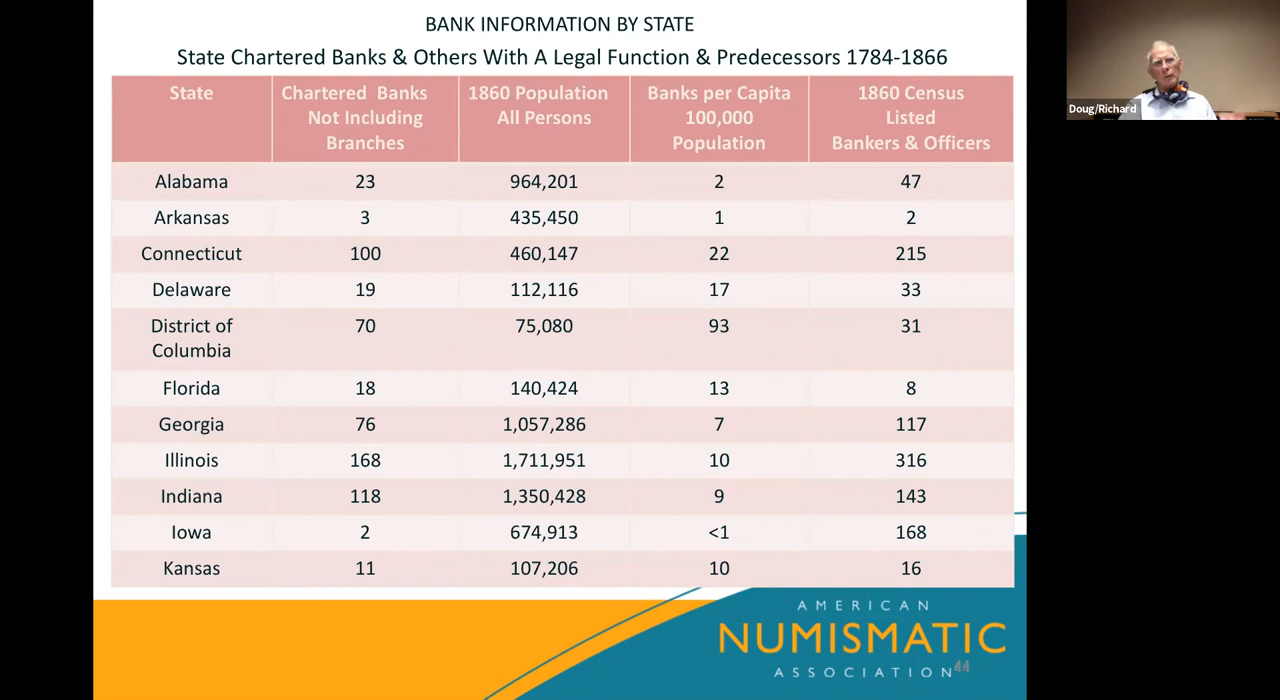 BANK INFORMATION BY STATE
State Chartered Banks & Others With A Legal Function & Predecessors 1784-1866
State Chartered Banks Not Including Branches 1860 Population All Persons Banks per Capita 100,000 Population 1860 Census Listed Bankers & Officers
Alabama 23 964,201 2 47
Arkansas 3 435,450 1 2
Connecticut 100 460,147 22 215
Delaware 19 112,116 17 33
District of Columbia 70 75,080 93 31
Florida 18 140,424 13 8
Georgia 76 1,057,286 7 117
Illinois 168 1,711,951 10 316
Indiana 118 1,350,428 9 143
Iowa 2 674,913 <1 168
Kansas 11 107,206 10 16
AMERICAN
NUMISMATIC
ASSOCIATION
44
Doug/Richard